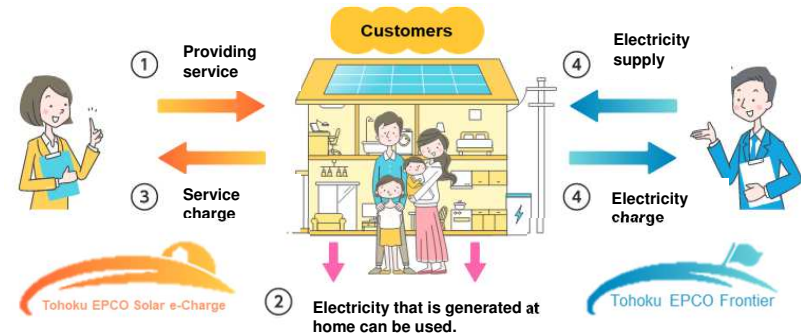 Customers
1
Providing
service
4
Electricity
supply
3
Service
charge
4
Electricity
charge
Tohoku EPCO Solar e-Charge
2
Electricity that is generated at
home can be used.
Tohoku EPCO Frontier